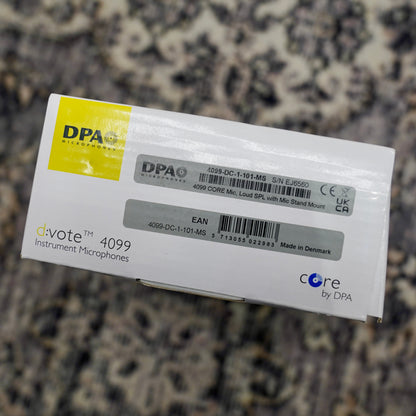 DPA
MICROPHONES
d:vote™ 4099
Instrument Microphones
DPA
MICROPHONES
4099-DC-1-101-MS S/N EJ6560
4099 CORE Mic, Loud SPL with Mic Stand Mount
CE
UK
CA
EAN
4099-DC-1-101-MS
5 713055 022893
Made in Denmark
core
by DPA